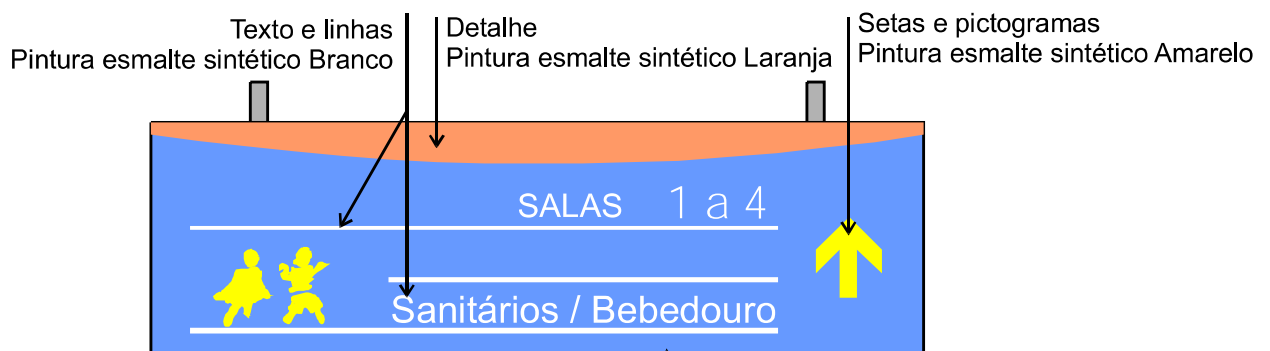 Texto e linhas
Pintura esmalte sintético Branco
Detalhe
Pintura esmalte sintético Laranja
Setas e pictogramas
Pintura esmalte sintético Amarelo
SALAS 1 a 4
Sanitários / Bebedouro